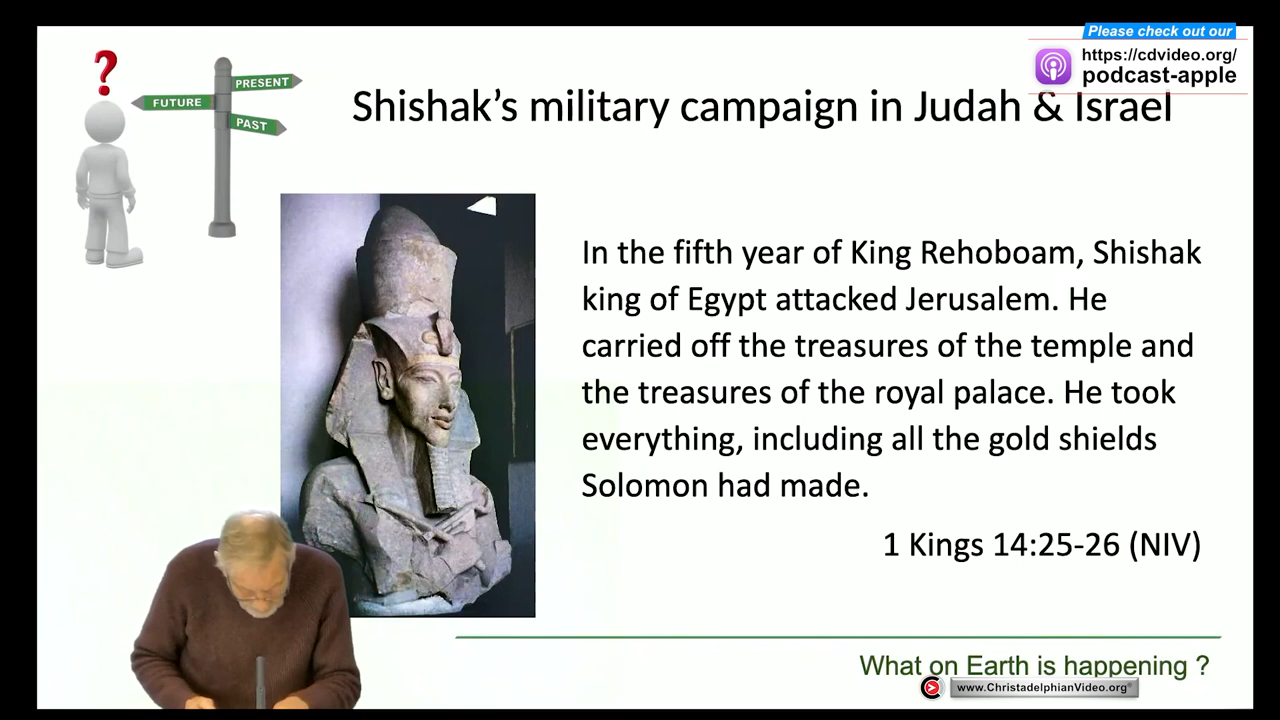 Please check out our
https://cdvideo.org/
podcast-apple
?
PRESENT
FUTURE
PAST
Shishak’s military campaign in Judah & Israel
In the fifth year of King Rehoboam, Shishak
king of Egypt attacked Jerusalem. He
carried off the treasures of the temple and
the treasures of the royal palace. He took
everything, including all the gold shields
Solomon had made.
1 Kings 14:25-26 (NIV)
What on Earth is happening ?
www.ChristadelphianVideo.org®